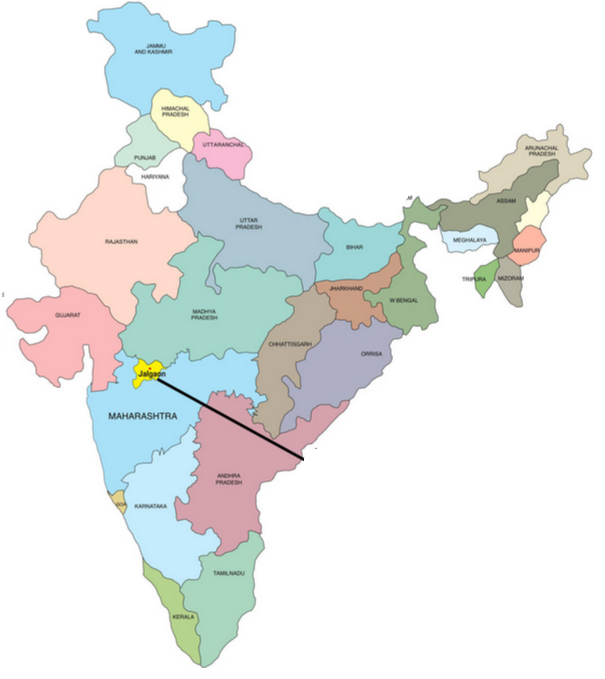 JAMMU
AND KASHMIR
HIMACHAL
PRADESH
PUNJAB
UTTARANCHAL
HARIYANA
ARUNACHAL
PRADESH
ASSAM
RAJASTHAN
UTTAR
PRADESH
BIHAR
MEGHALAYA
MANIPUR
TRIPURA
MIZORAM
GUJARAT
MADHYA
PRADESH
JHARKHAND
W.BENGAL
CHHATTISGARH
ORRISA
Jalgaon
MAHARASHTRA
ANDHRA
PRADESH
GOA
KARNATAKA
TAMILNADU
KERALA